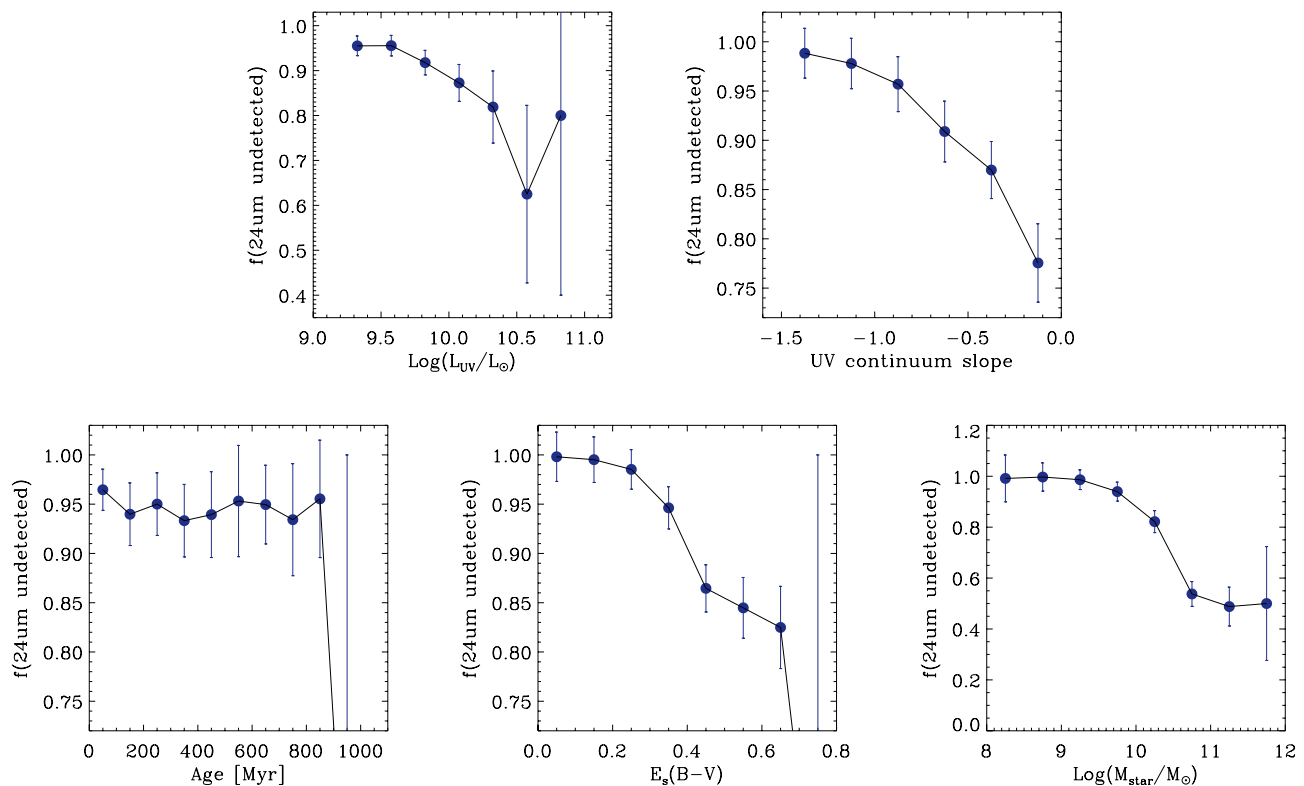 f(24um undetected)
1.0
0.9
0.8
0.7
0.6
0.5
0.4
9.0 9.5 10.0 10.5 11.0
Log(L_UV/L_⊙)
f(24um undetected)
1.00
0.95
0.90
0.85
0.80
0.75
−1.5 −1.0 −0.5 0.0
UV continuum slope
f(24um undetected)
1.00
0.95
0.90
0.85
0.80
0.75
0 200 400 600 800 1000
Age [Myr]
f(24um undetected)
1.00
0.95
0.90
0.85
0.80
0.75
0.0 0.2 0.4 0.6 0.8
E_s(B−V)
f(24um undetected)
1.2
1.0
0.8
0.6
0.4
0.2
0.0
8 9 10 11 12
Log(M_star/M_⊙)